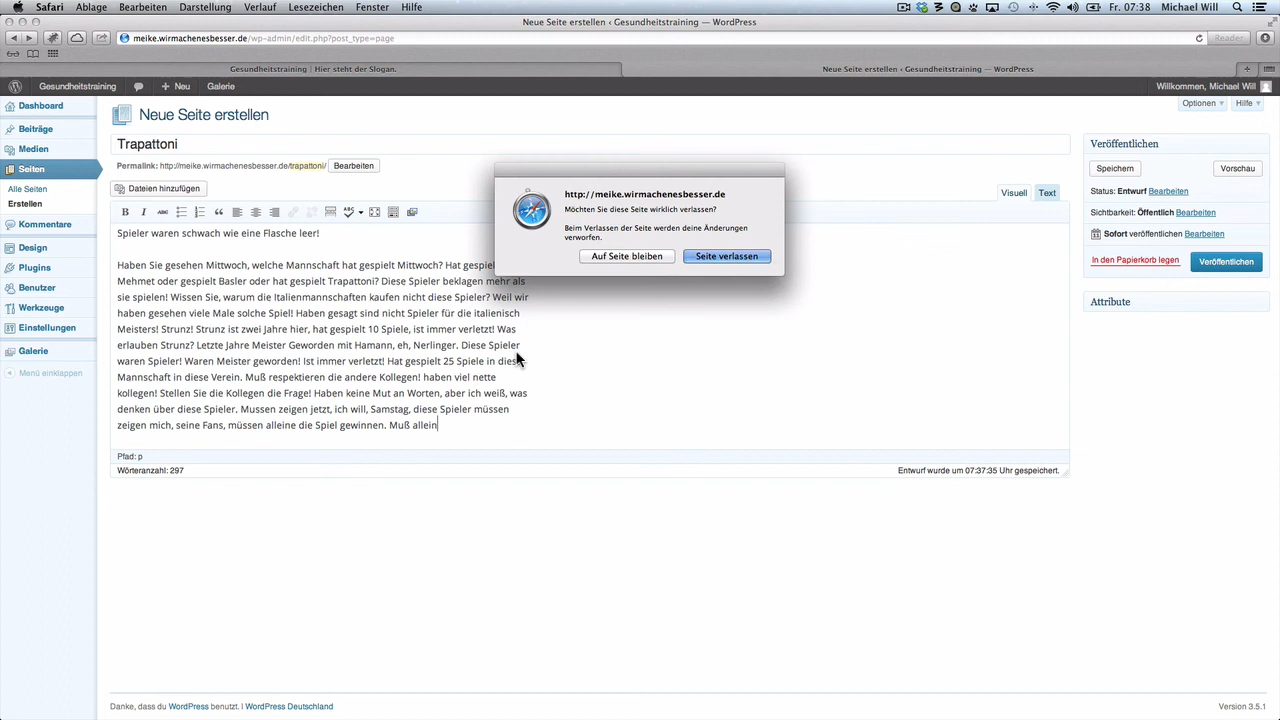 Safari Ablage Bearbeiten Darstellung Verlauf Lesezeichen Fenster Hilfe Fr. 07:38 Michael Will
Neue Seite erstellen ‹ Gesundheitstraining — WordPress
meike.wirmachenesbesser.de/wp-admin/edit.php?post_type=page Reader
Gesundheitstraining | Hier steht der Slogan. Neue Seite erstellen ‹ Gesundheitstraining — WordPress
Gesundheitstraining + Neu Galerie Willkommen, Michael Will
Optionen Hilfe
Dashboard
Beiträge
Medien
Seiten
Alle Seiten
Erstellen
Kommentare
Design
Plugins
Benutzer
Werkzeuge
Einstellungen
Galerie
Menü einklappen
Neue Seite erstellen
Trapattoni
Permalink: http://meike.wirmachenesbesser.de/trapattoni/ Bearbeiten
Dateien hinzufügen
Visuell Text
B I ABC ABC
Spieler waren schwach wie eine Flasche leer!
Haben Sie gesehen Mittwoch, welche Mannschaft hat gespielt Mittwoch? Hat gespiel
Mehmet oder gespielt Basler oder hat gespielt Trapattoni? Diese Spieler beklagen mehr als
sie spielen! Wissen Sie, warum die Italienmannschaften kaufen nicht diese Spieler? Weil wir
haben gesehen viele Male solche Spiel! Haben gesagt sind nicht Spieler für die italienisch
Meisters! Strunz! Strunz ist zwei Jahre hier, hat gespielt 10 Spiele, ist immer verletzt! Was
erlauben Strunz? Letzte Jahre Meister Geworden mit Hamann, eh, Nerlinger. Diese Spieler
waren Spieler! Waren Meister geworden! Ist immer verletzt! Hat gespielt 25 Spiele in diese
Mannschaft in diese Verein. Muß respektieren die andere Kollegen! haben viel nette
kollegen! Stellen Sie die Kollegen die Frage! Haben keine Mut an Worten, aber ich weiß, was
denken über diese Spieler. Mussen zeigen jetzt, ich will, Samstag, diese Spieler müssen
zeigen mich, seine Fans, müssen alleine die Spiel gewinnen. Muß allein
Pfad: p
Wörteranzahl: 297 Entwurf wurde um 07:37:35 Uhr gespeichert.
http://meike.wirmachenesbesser.de
Möchten Sie diese Seite wirklich verlassen?
Beim Verlassen der Seite werden deine Änderungen
verworfen.
Auf Seite bleiben Seite verlassen
Veröffentlichen
Speichern Vorschau
Status: Entwurf Bearbeiten
Sichtbarkeit: Öffentlich Bearbeiten
Sofort veröffentlichen Bearbeiten
In den Papierkorb legen Veröffentlichen
Attribute
Danke, dass du WordPress benutzt. | WordPress Deutschland Version 3.5.1